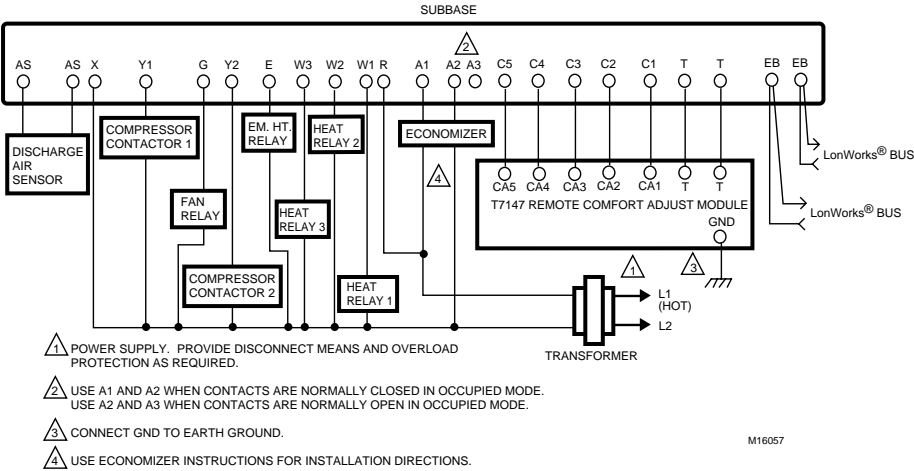 SUBBASE
2
AS AS X Y1 G Y2 E W3 W2 W1 R A1 A2 A3 C5 C4 C3 C2 C1 T T EB EB
DISCHARGE
AIR
SENSOR
COMPRESSOR
CONTACTOR 1
EM. HT.
RELAY
HEAT
RELAY 2
ECONOMIZER
4
LonWorks® BUS
CA5 CA4 CA3 CA2 CA1 T T
T7147 REMOTE COMFORT ADJUST MODULE
GND
LonWorks® BUS
FAN
RELAY
HEAT
RELAY 3
COMPRESSOR
CONTACTOR 2
HEAT
RELAY 1
1
3
L1
(HOT)
L2
TRANSFORMER
1 POWER SUPPLY. PROVIDE DISCONNECT MEANS AND OVERLOAD
PROTECTION AS REQUIRED.
2 USE A1 AND A2 WHEN CONTACTS ARE NORMALLY CLOSED IN OCCUPIED MODE.
USE A2 AND A3 WHEN CONTACTS ARE NORMALLY OPEN IN OCCUPIED MODE.
3 CONNECT GND TO EARTH GROUND.
4 USE ECONOMIZER INSTRUCTIONS FOR INSTALLATION DIRECTIONS.
M16057